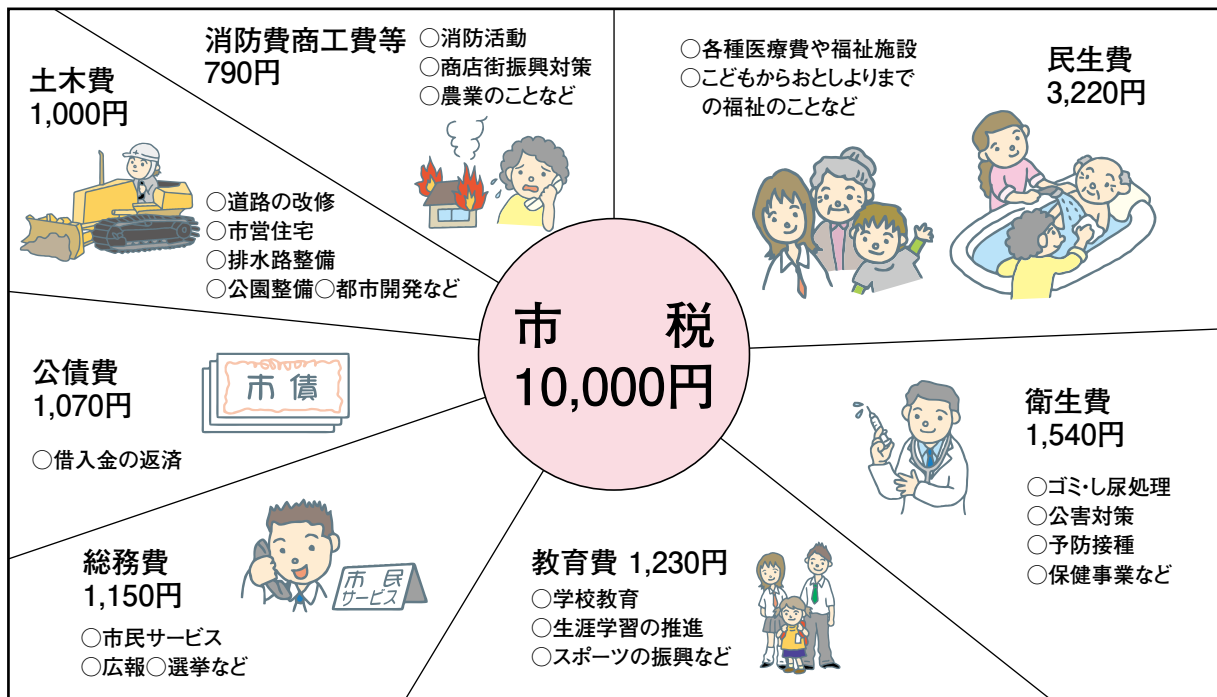 消防費商工費等
790円
○消防活動
○商店街振興対策
○農業のことなど
○各種医療費や福祉施設
○こどもからおとしよりまで
の福祉のことなど
民生費
3,220円
土木費
1,000円
○道路の改修
○市営住宅
○排水路整備
○公園整備○都市開発など
市 税
10,000円
公債費
1,070円
市債
○借入金の返済
衛生費
1,540円
○ゴミ・し尿処理
○公害対策
○予防接種
○保健事業など
総務費
1,150円
市民
サービス
○市民サービス
○広報○選挙など
教育費 1,230円
○学校教育
○生涯学習の推進
○スポーツの振興など